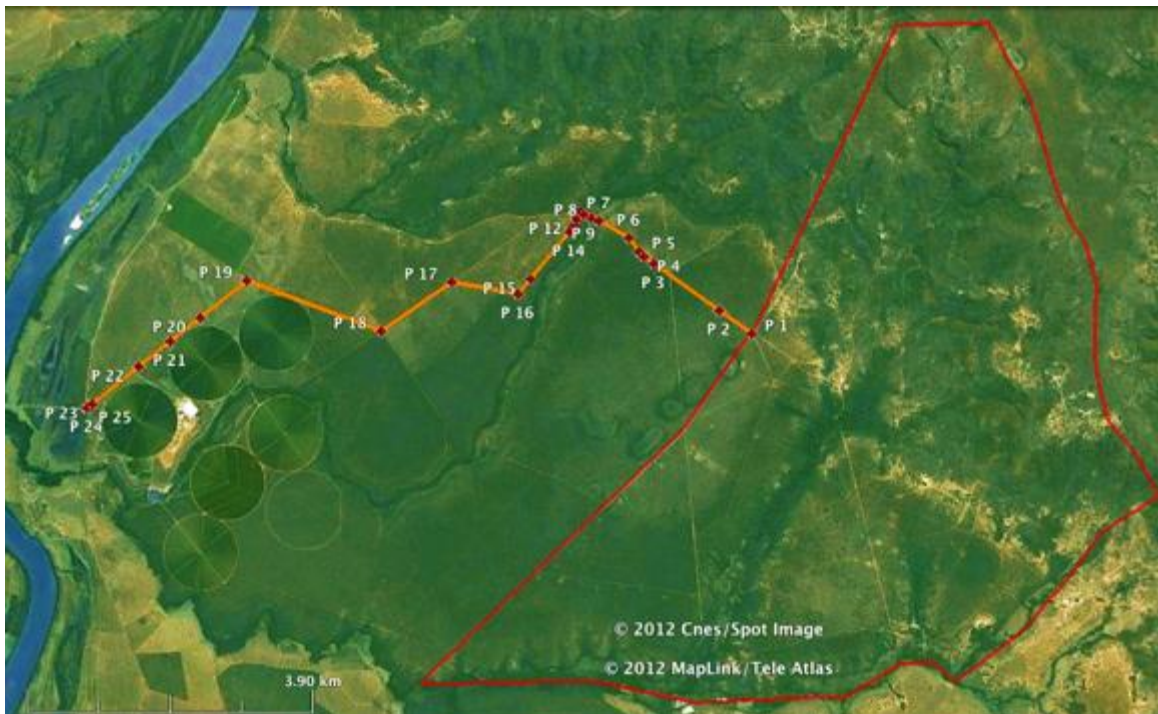 P 8
P 7
P 12
P 9
P 6
P 14
P 5
P 4
P 3
P 19
P 17
P 15
P 16
P 2
P 1
P 18
P 20
P 21
P 22
P 23
P 25
P 24
© 2012 Cnes/Spot Image
© 2012 MapLink/Tele Atlas
3.90 km